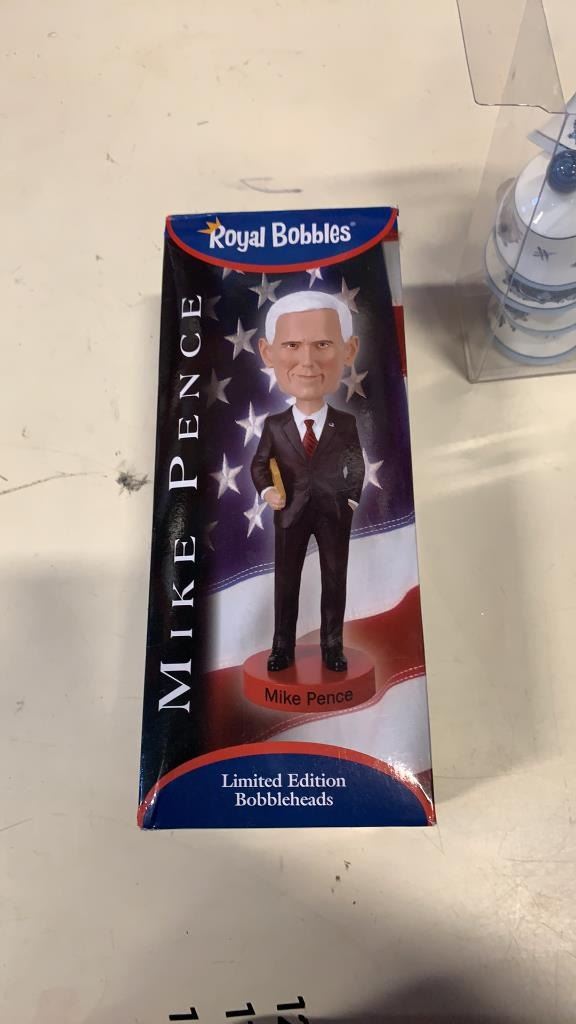 Royal Bobbles®
MIKE PENCE
Mike Pence
Limited Edition
Bobbleheads